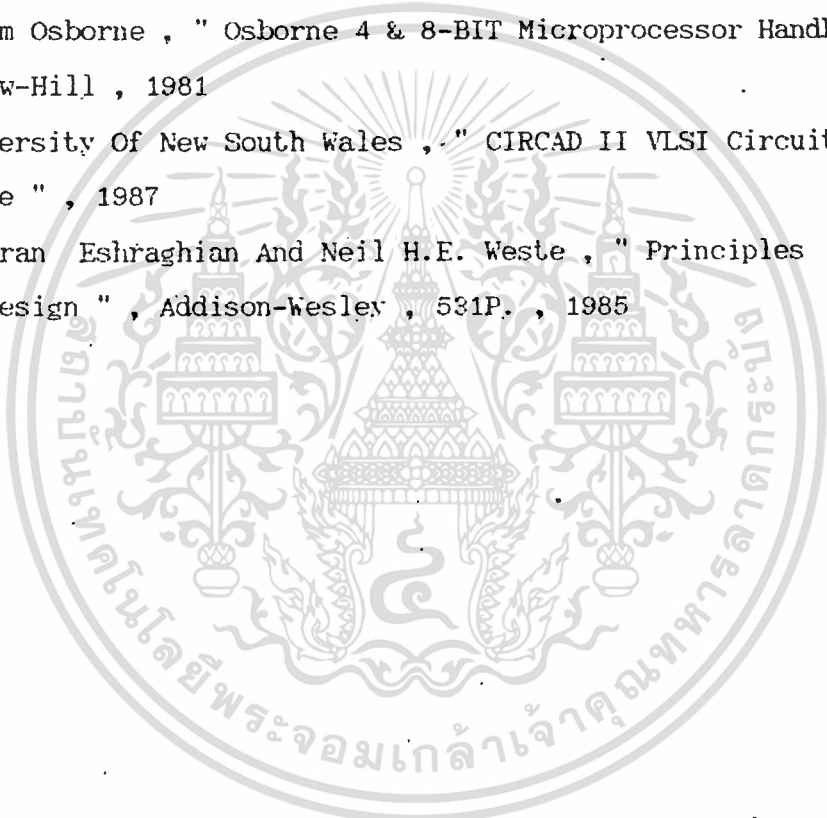 m Osborne , " Osborne 4 & 8-BIT Microprocessor Handl
w-Hill , 1981
ersity Of New South Wales , " CIRCAD II VLSI Circuit
e " , 1987
ran Eshraghian And Neil H.E. Weste , " Principles
esign " , Addison-Wesley , 531P. , 1985
สถาบันเทคโนโลยีพระจอมเกล้าเจ้าคุณทหารลาดกระบัง
๔